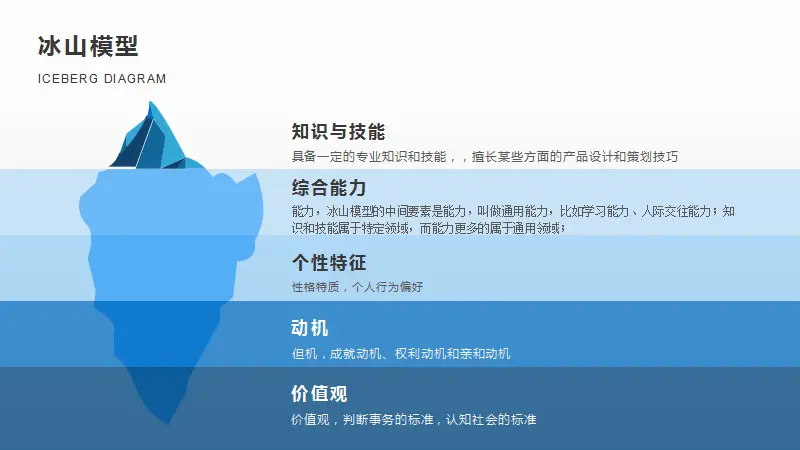 冰山模型
ICEBERG DIAGRAM
知识与技能
具备一定的专业知识和技能，，擅长某些方面的产品设计和策划技巧
综合能力
能力，冰山模型的中间要素是能力，叫做通用能力，比如学习能力、人际交往能力；知
识和技能属于特定领域，而能力更多的属于通用领域；
个性特征
性格特质，个人行为偏好
动机
但机，成就动机、权利动机和亲和动机
价值观
价值观，判断事务的标准，认知社会的标准